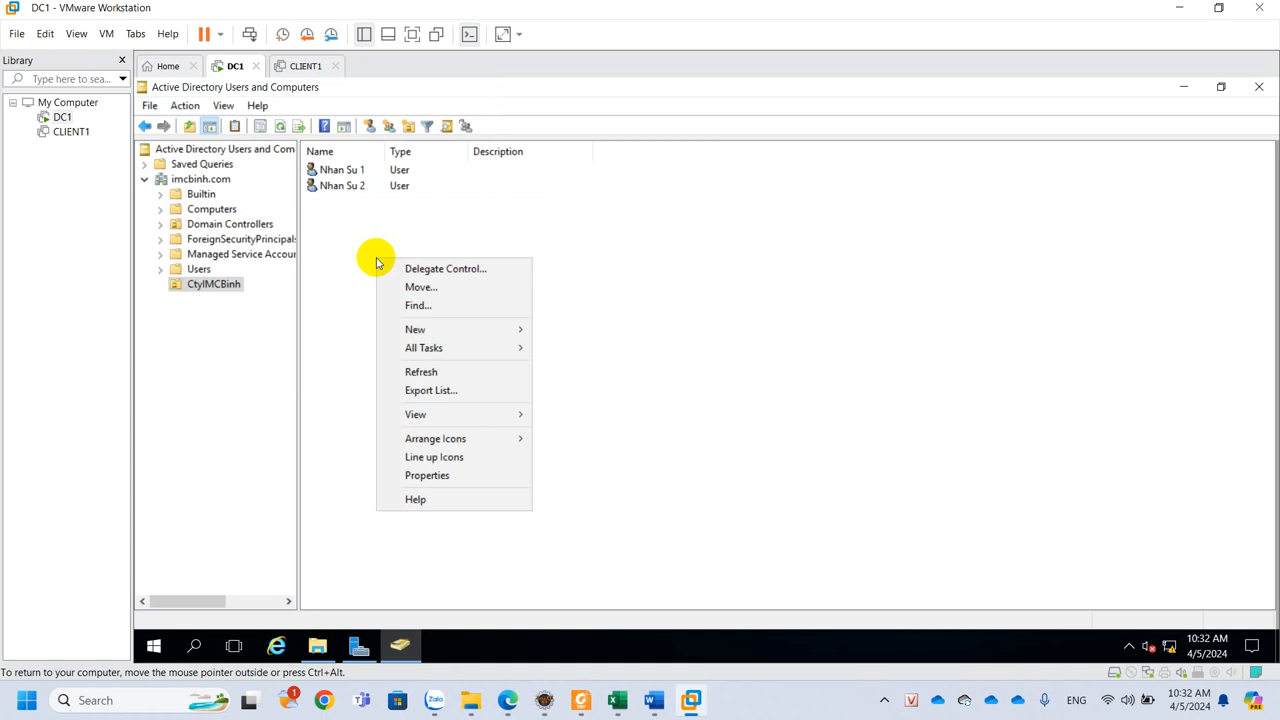 DC1 - VMware Workstation
File Edit View VM Tabs Help
Library
Type here to sea...
My Computer
DC1
CLIENT1
Home DC1 CLIENT1
Active Directory Users and Computers
File Action View Help
Active Directory Users and Com
Saved Queries
imcbinh.com
Builtin
Computers
Domain Controllers
ForeignSecurityPrincipals
Managed Service Accour
Users
CtyIMCBinh
Name Type Description
Nhan Su 1 User
Nhan Su 2 User
Delegate Control...
Move...
Find...
New
All Tasks
Refresh
Export List...
View
Arrange Icons
Line up Icons
Properties
Help
10:32 AM
4/5/2024
To return to your computer, move the mouse pointer outside or press Ctrl+Alt.
Search
1
Zalo
ENG
10:32 AM
4/5/2024
PRE